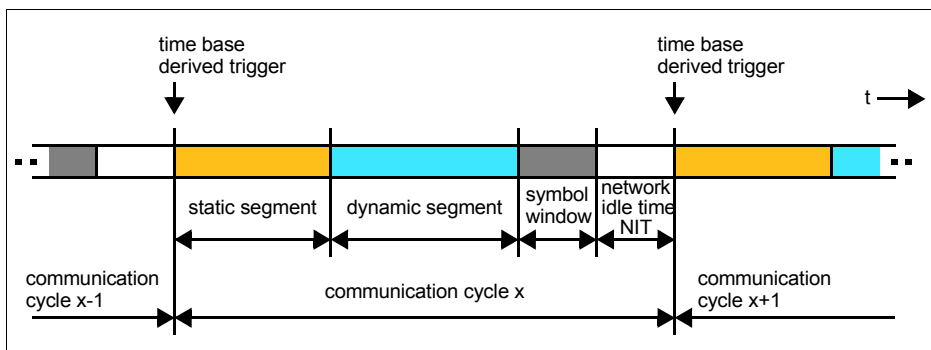 time base
derived trigger
time base
derived trigger
t
static segment
dynamic segment
symbol
window
network
idle time
NIT
communication
cycle x-1
communication cycle x
communication
cycle x+1